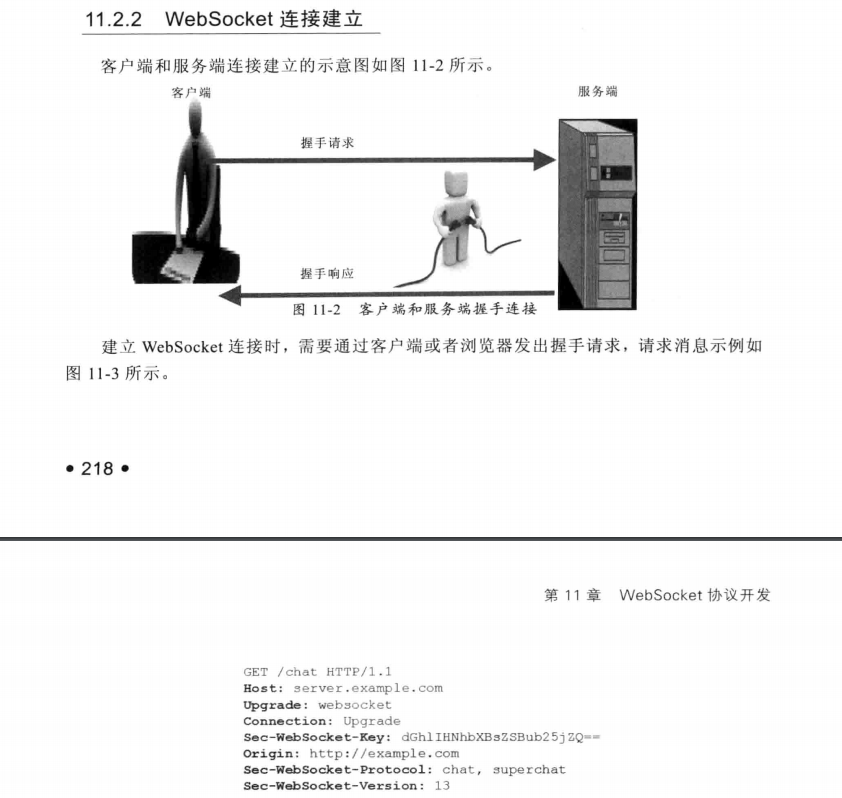 11.2.2 WebSocket 连接建立
客户端和服务端连接建立的示意图如图 11-2 所示。
客户端
服务端
握手请求
握手响应
图 11-2 客户端和服务端握手连接
建立 WebSocket 连接时，需要通过客户端或者浏览器发出握手请求，请求消息示例如
图 11-3 所示。
• 218 •
第 11 章 WebSocket 协议开发
GET /chat HTTP/1.1
Host: server.example.com
Upgrade: websocket
Connection: Upgrade
Sec-WebSocket-Key: dGhlIHNhbXBsZSBub25jZQ==
Origin: http://example.com
Sec-WebSocket-Protocol: chat, superchat
Sec-WebSocket-Version: 13